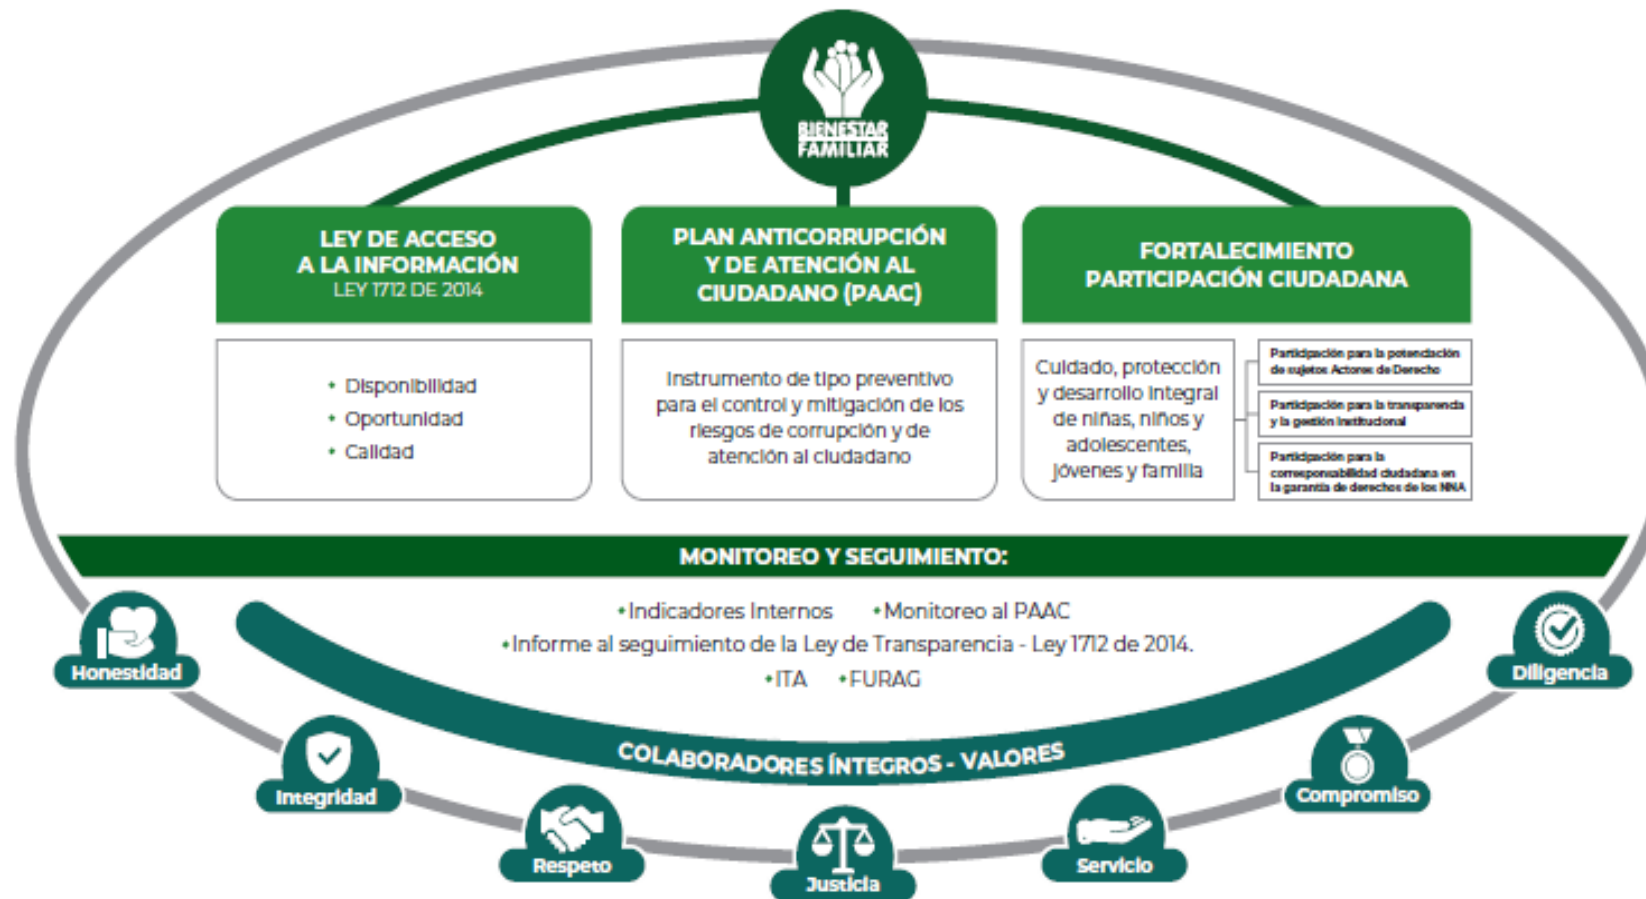 BIENESTAR
FAMILIAR
LEY DE ACCESO
A LA INFORMACIÓN
LEY 1712 DE 2014
• Disponibilidad
• Oportunidad
• Calidad
PLAN ANTICORRUPCIÓN
Y DE ATENCIÓN AL
CIUDADANO (PAAC)
Instrumento de tipo preventivo
para el control y mitigación de los
riesgos de corrupción y de
atención al ciudadano
FORTALECIMIENTO
PARTICIPACIÓN CIUDADANA
Cuidado, protección
y desarrollo integral
de niñas, niños y
adolescentes,
jóvenes y familia
Participación para la potenciación
de sujetos Actores de Derecho
Participación para la transparencia
y la gestión institucional
Participación para la
corresponsabilidad ciudadana en
la garantía de derechos de los NNA
MONITOREO Y SEGUIMIENTO:
•Indicadores Internos •Monitoreo al PAAC
•Informe al seguimiento de la Ley de Transparencia - Ley 1712 de 2014.
•ITA •FURAG
COLABORADORES ÍNTEGROS - VALORES
Honestidad
Integridad
Respeto
Justicia
Servicio
Compromiso
Diligencia